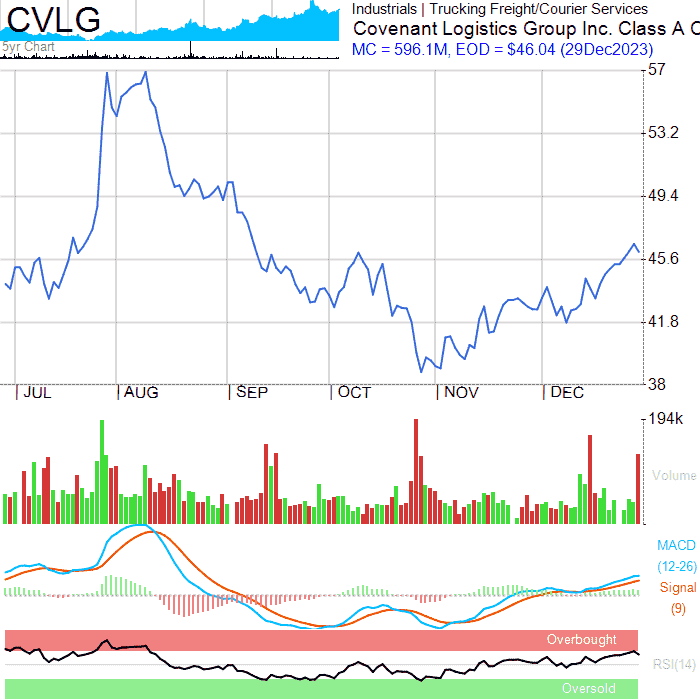 CVLG
5yr Chart
Industrials | Trucking Freight/Courier Services
Covenant Logistics Group Inc. Class A C
MC = 596.1M, EOD = $46.04 (29Dec2023)
57
53.2
49.4
45.6
41.8
38
JUL AUG SEP OCT NOV DEC
194k
Volume
MACD
(12-26)
Signal
(9)
Overbought
RSI(14)
Oversold